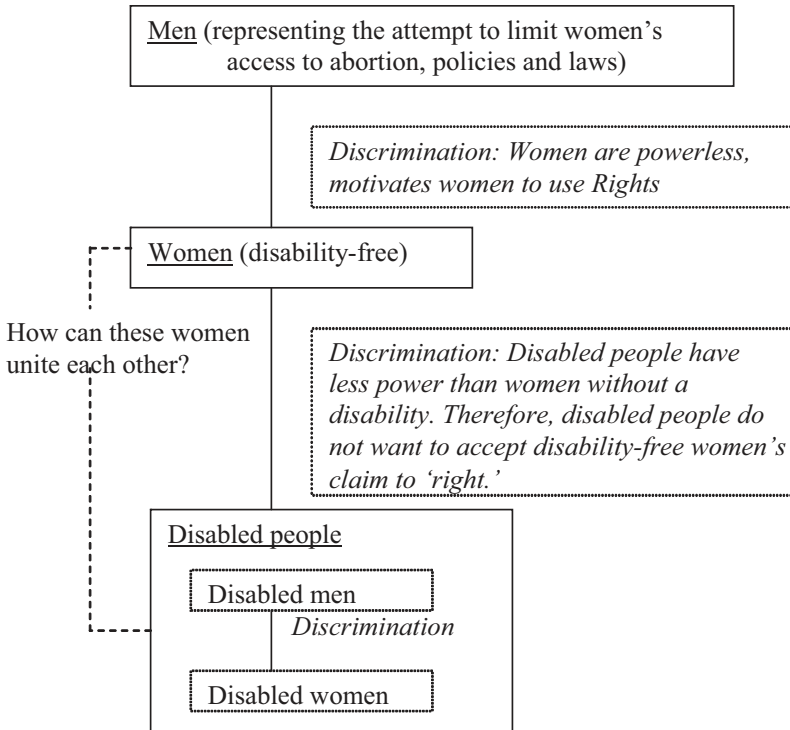 Men (representing the attempt to limit women’s
access to abortion, policies and laws)
Discrimination: Women are powerless,
motivates women to use Rights
Women (disability-free)
How can these women
unite each other?
Discrimination: Disabled people have
less power than women without a
disability. Therefore, disabled people do
not want to accept disability-free women’s
claim to ‘right.’
Disabled people
Disabled men
Discrimination
Disabled women